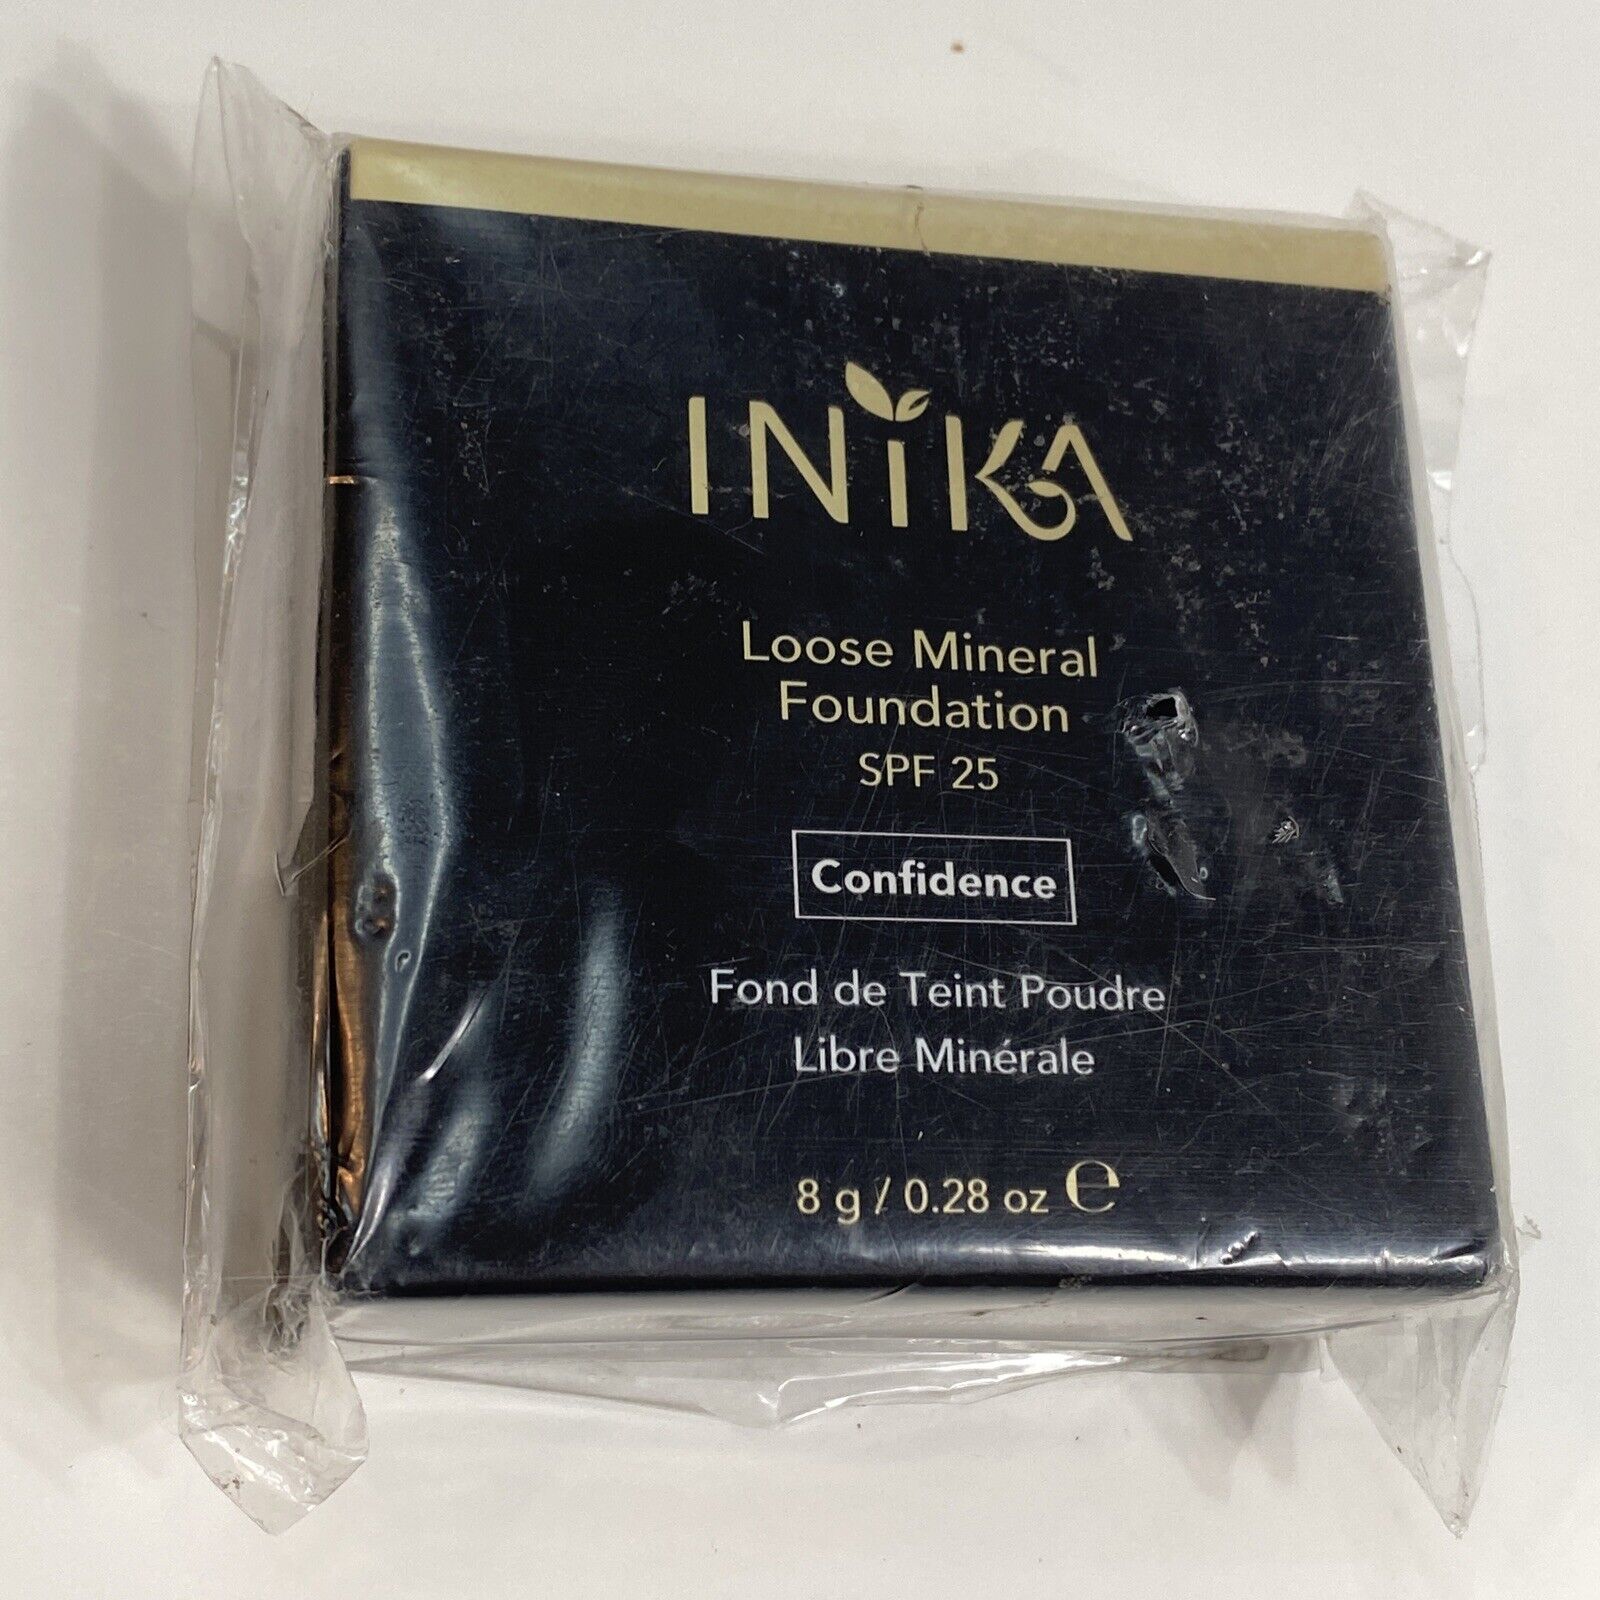 INIKA
Loose Mineral
Foundation
SPF 25
Confidence
Fond de Teint Poudre
Libre Minérale
8 g / 0.28 oz ℮